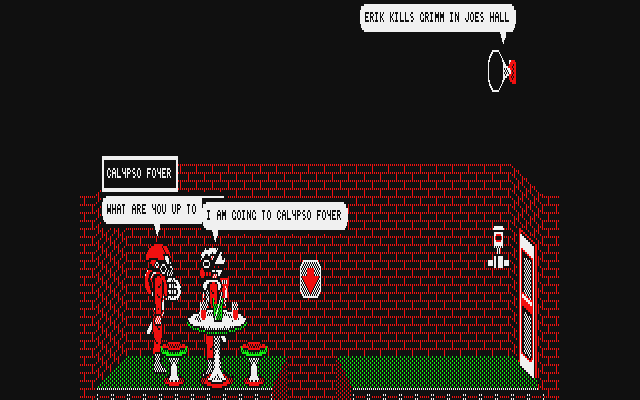 ERIK KILLS GRIMM IN JOES HALL
CALYPSO FOYER
WHAT ARE YOU UP TO
I AM GOING TO CALYPSO FOYER